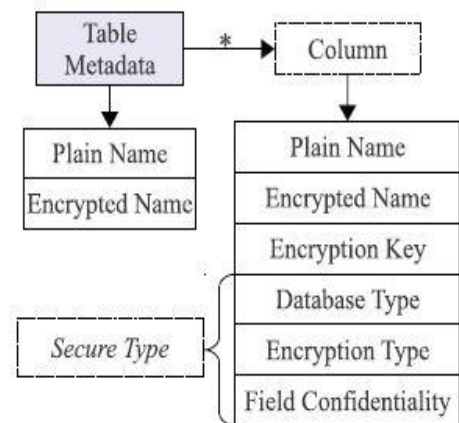 Table
Metadata
*
Column
Plain Name
Encrypted Name
Plain Name
Encrypted Name
Encryption Key
Database Type
Encryption Type
Field Confidentiality
Secure Type